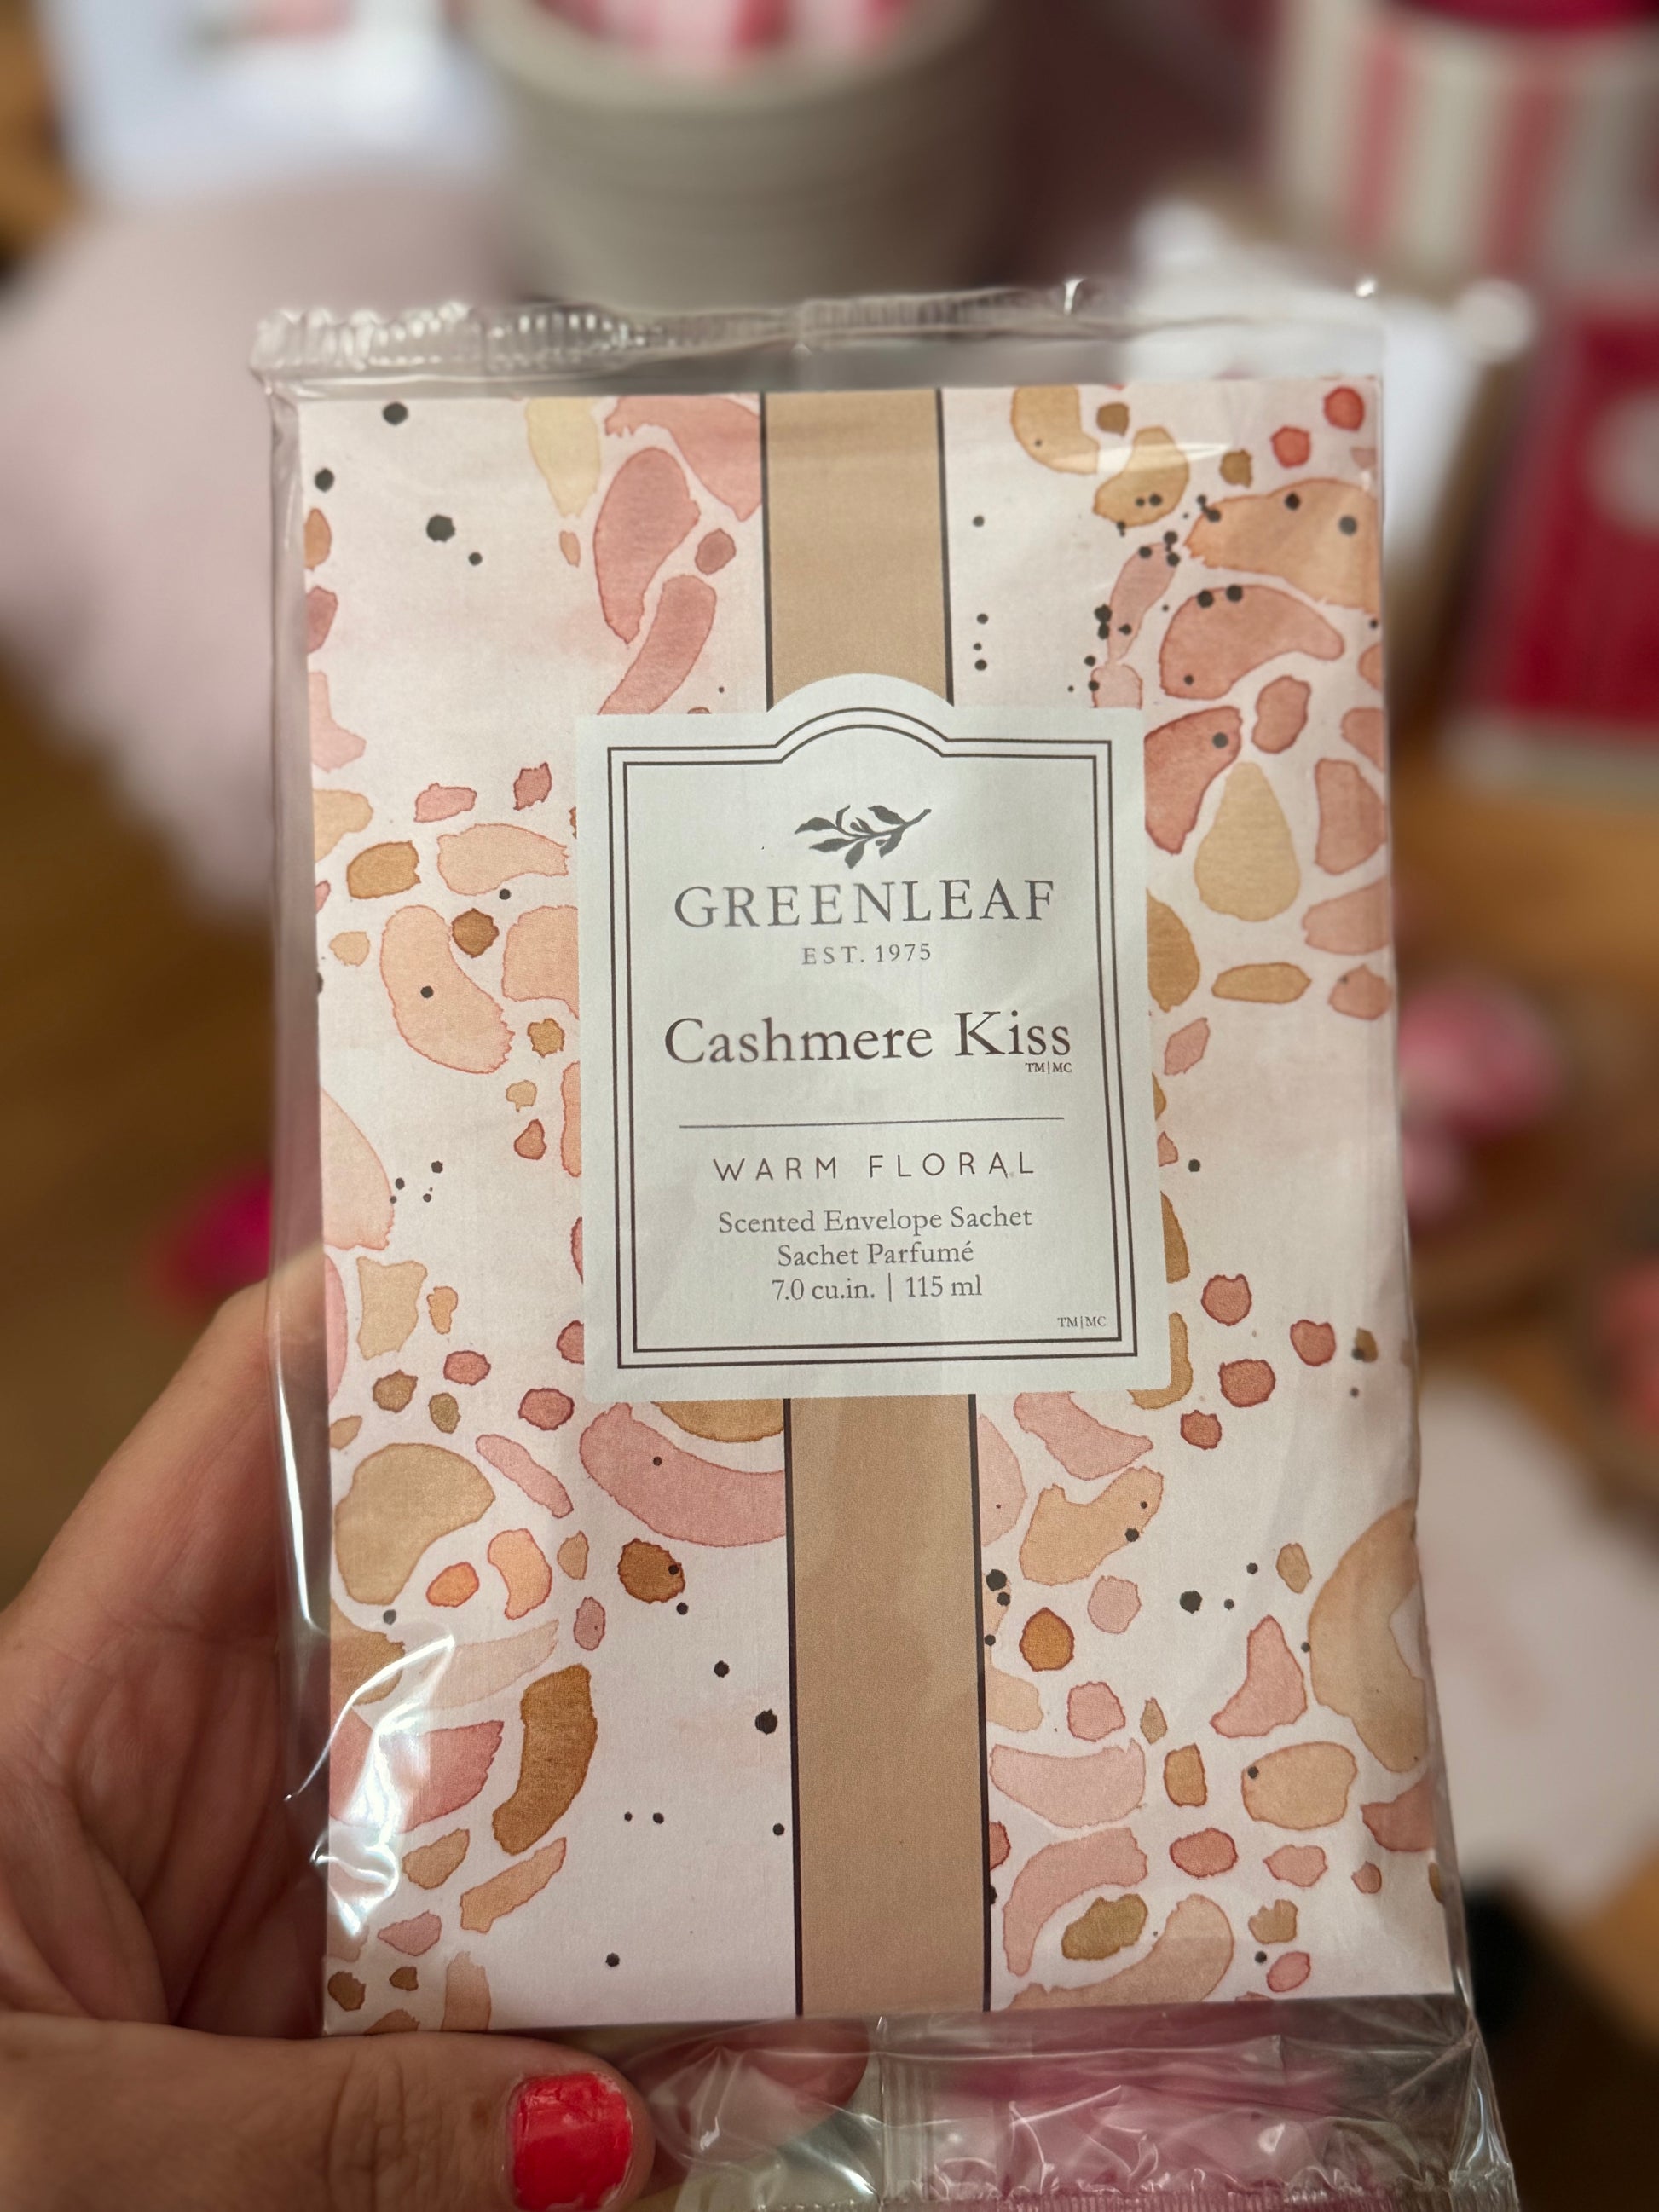 GREENLEAF
EST. 1975
Cashmere Kiss
TM|MC
WARM FLORAL
Scented Envelope Sachet
Sachet Parfumé
7.0 cu.in. | 115 ml
TM|MC